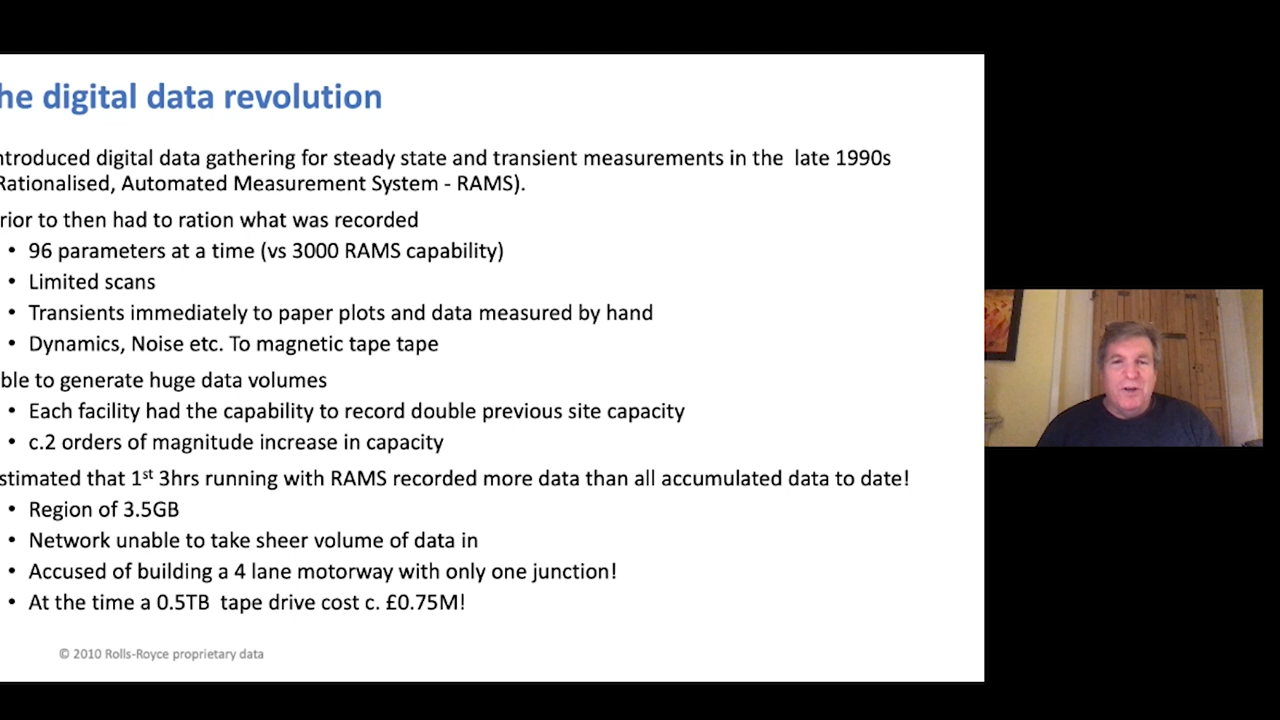 he digital data revolution
ntroduced digital data gathering for steady state and transient measurements in the late 1990s
Rationalised, Automated Measurement System - RAMS).
rior to then had to ration what was recorded
• 96 parameters at a time (vs 3000 RAMS capability)
• Limited scans
• Transients immediately to paper plots and data measured by hand
• Dynamics, Noise etc. To magnetic tape tape
ble to generate huge data volumes
• Each facility had the capability to record double previous site capacity
• c.2 orders of magnitude increase in capacity
stimated that 1st 3hrs running with RAMS recorded more data than all accumulated data to date!
• Region of 3.5GB
• Network unable to take sheer volume of data in
• Accused of building a 4 lane motorway with only one junction!
• At the time a 0.5TB tape drive cost c. £0.75M!
© 2010 Rolls-Royce proprietary data